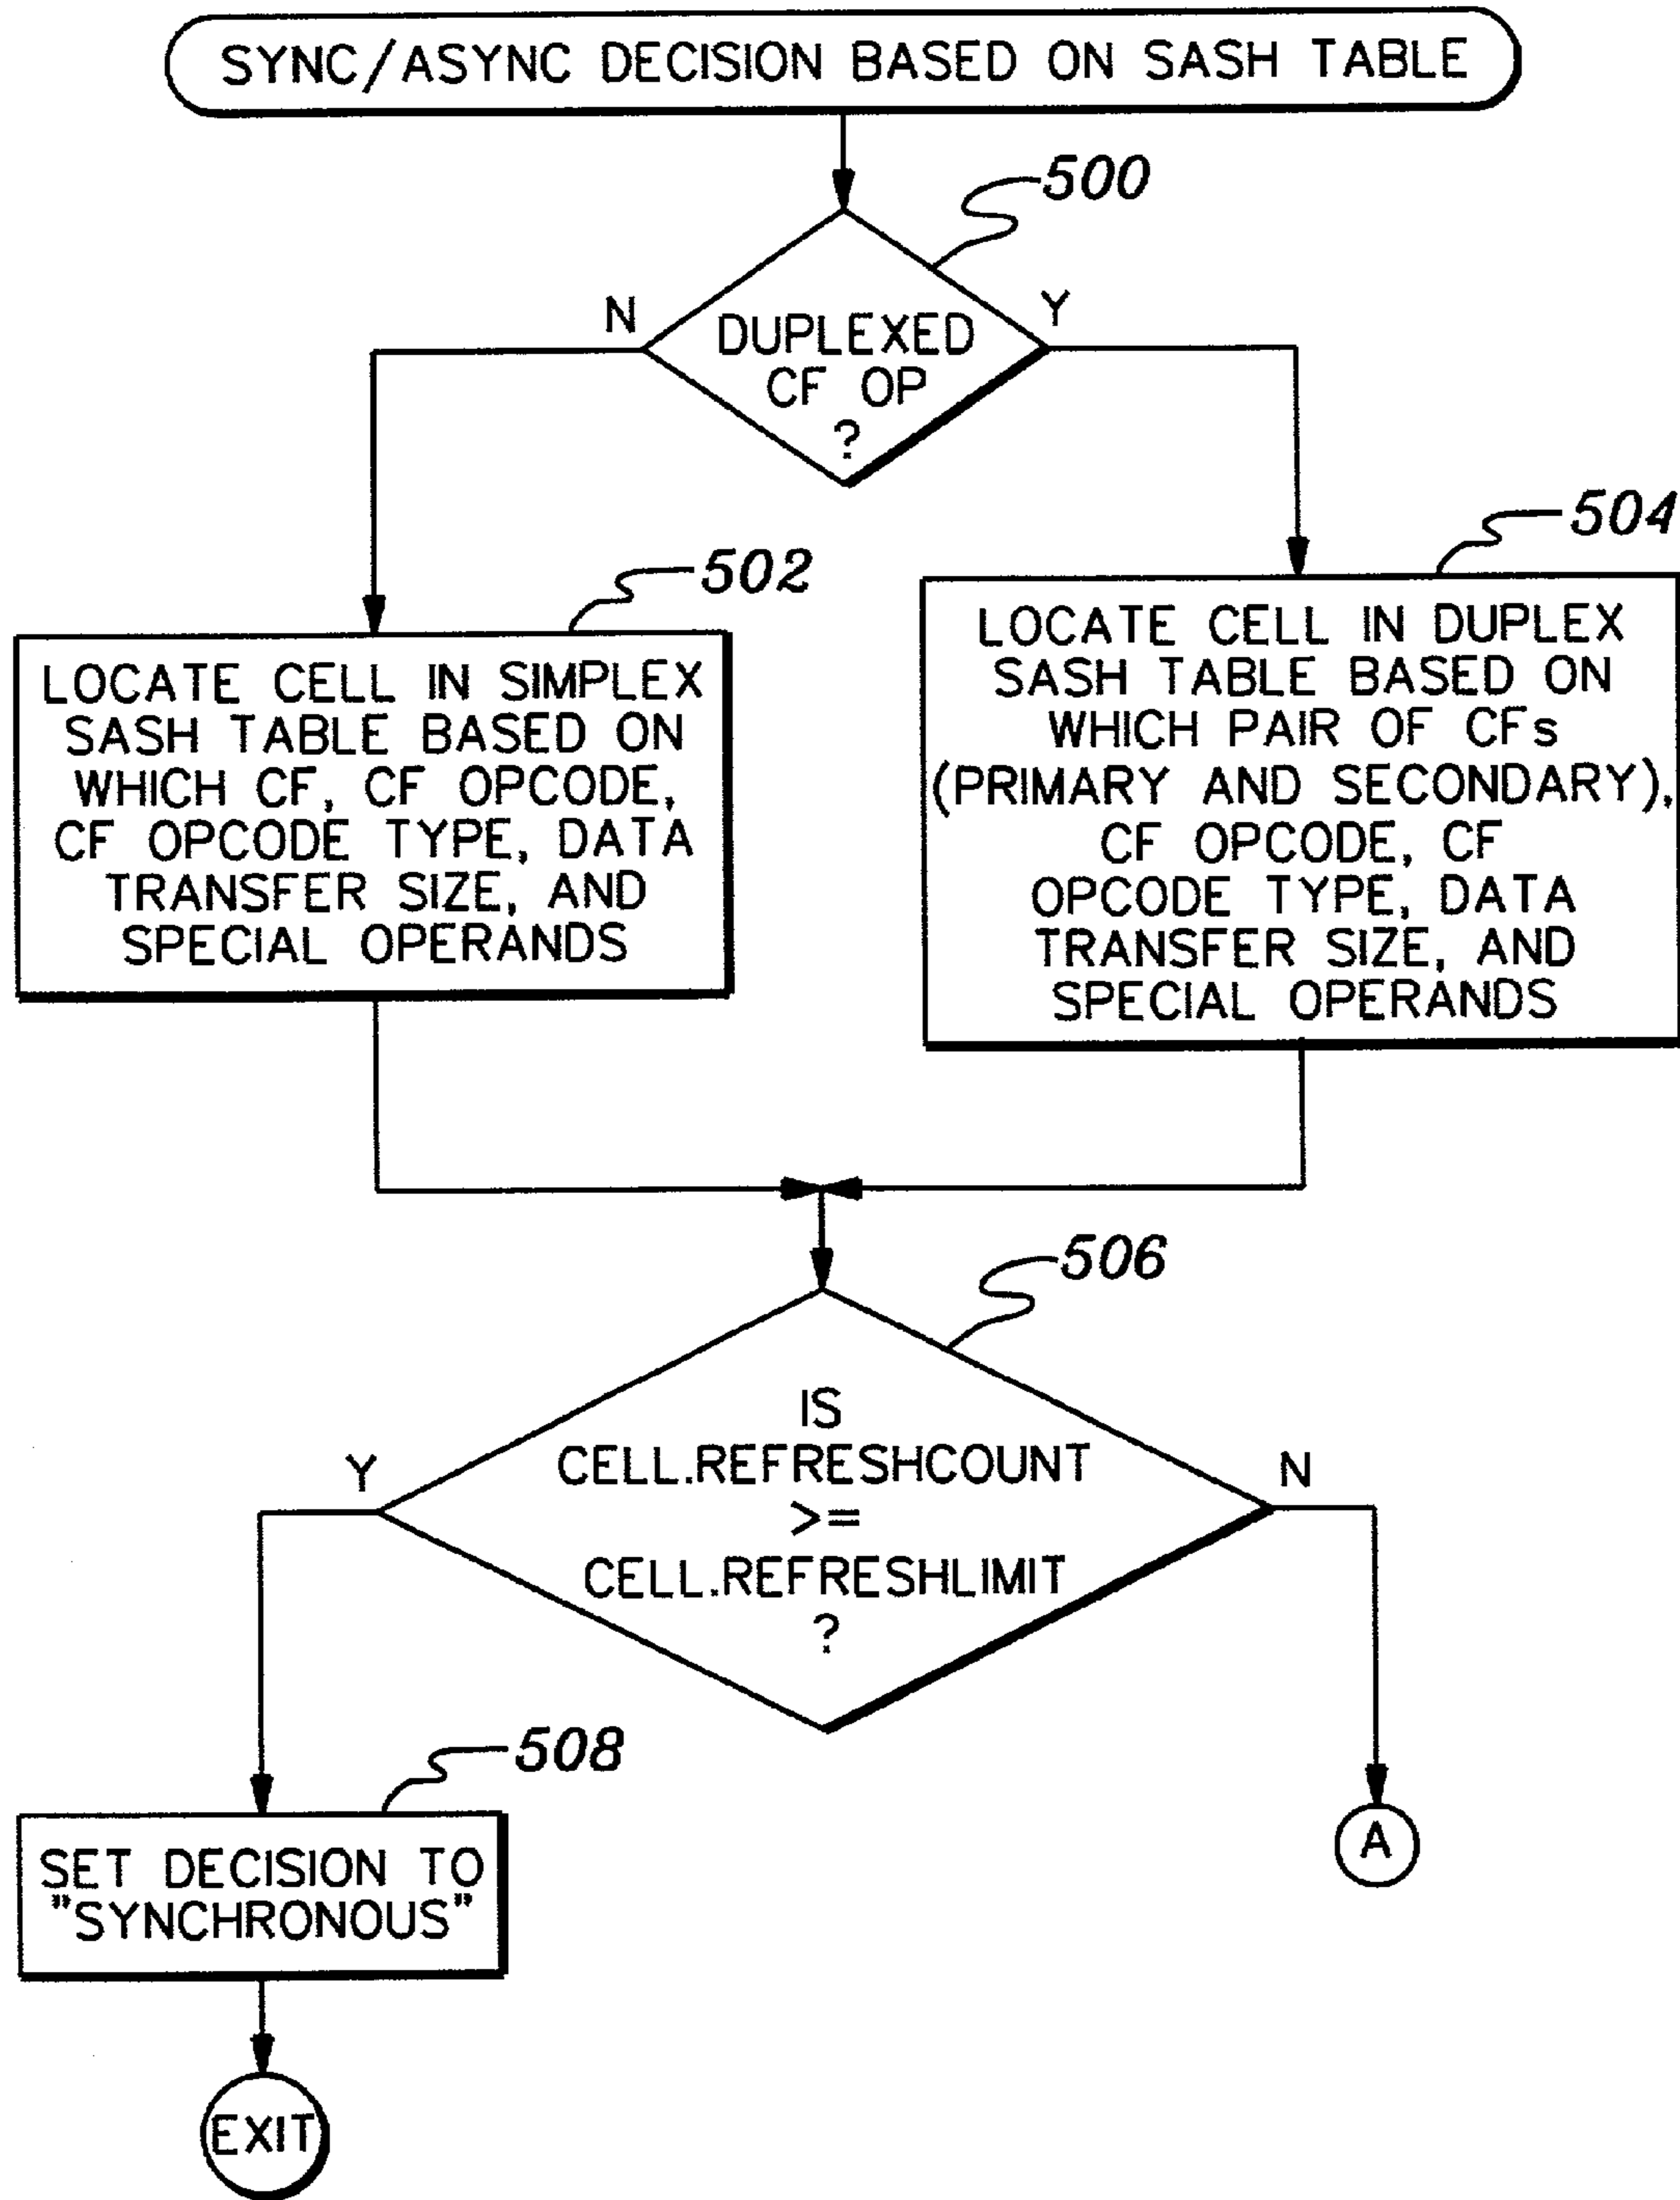 SYNC/ASYNC DECISION BASED ON SASH TABLE
500
N
Y
DUPLEXED
CF OP
?
502
LOCATE CELL IN SIMPLEX
SASH TABLE BASED ON
WHICH CF, CF OPCODE,
CF OPCODE TYPE, DATA
TRANSFER SIZE, AND
SPECIAL OPERANDS
504
LOCATE CELL IN DUPLEX
SASH TABLE BASED ON
WHICH PAIR OF CFs
(PRIMARY AND SECONDARY),
CF OPCODE, CF
OPCODE TYPE, DATA
TRANSFER SIZE, AND
SPECIAL OPERANDS
506
IS
CELL.REFRESHCOUNT
>=
CELL.REFRESHLIMIT
?
Y
N
508
SET DECISION TO
"SYNCHRONOUS"
A
EXIT